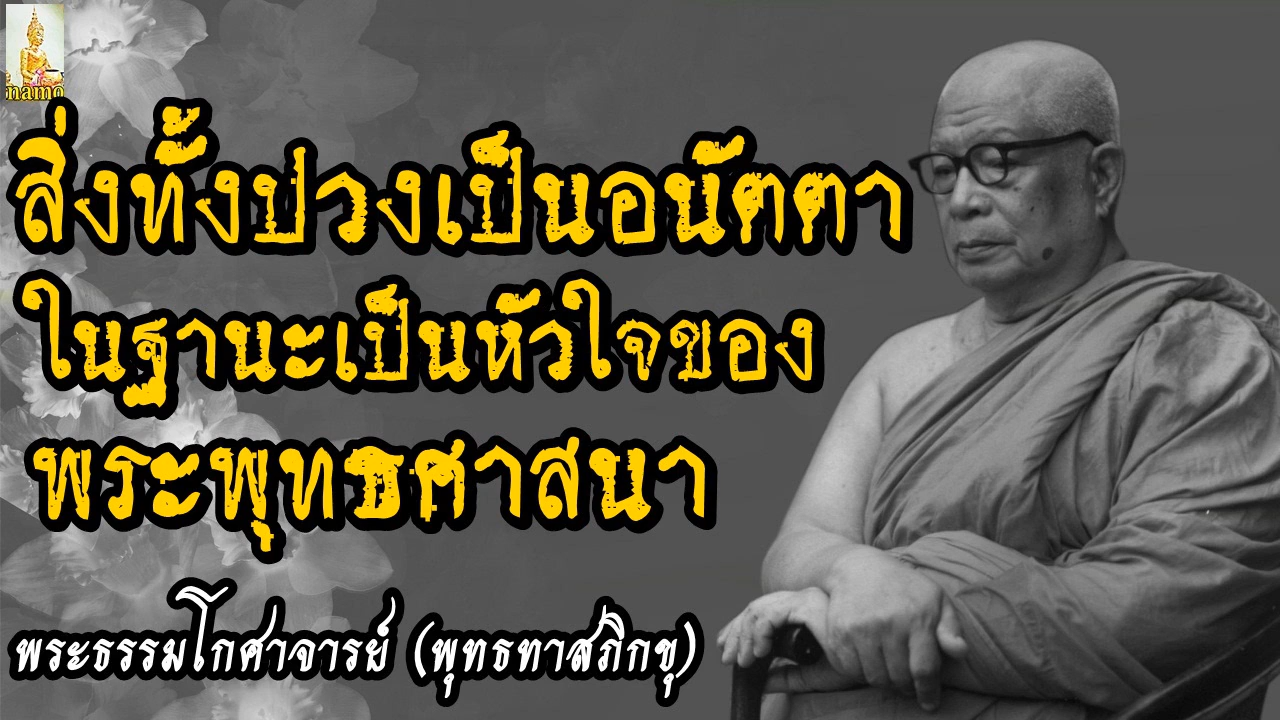 namo
สิ่งทั้งปวงเป็นอนัตตา
ในฐานะเป็นหัวใจของ
พระพุทธศาสนา
พระธรรมโกศาจารย์ (พุทธทาสภิกขุ)